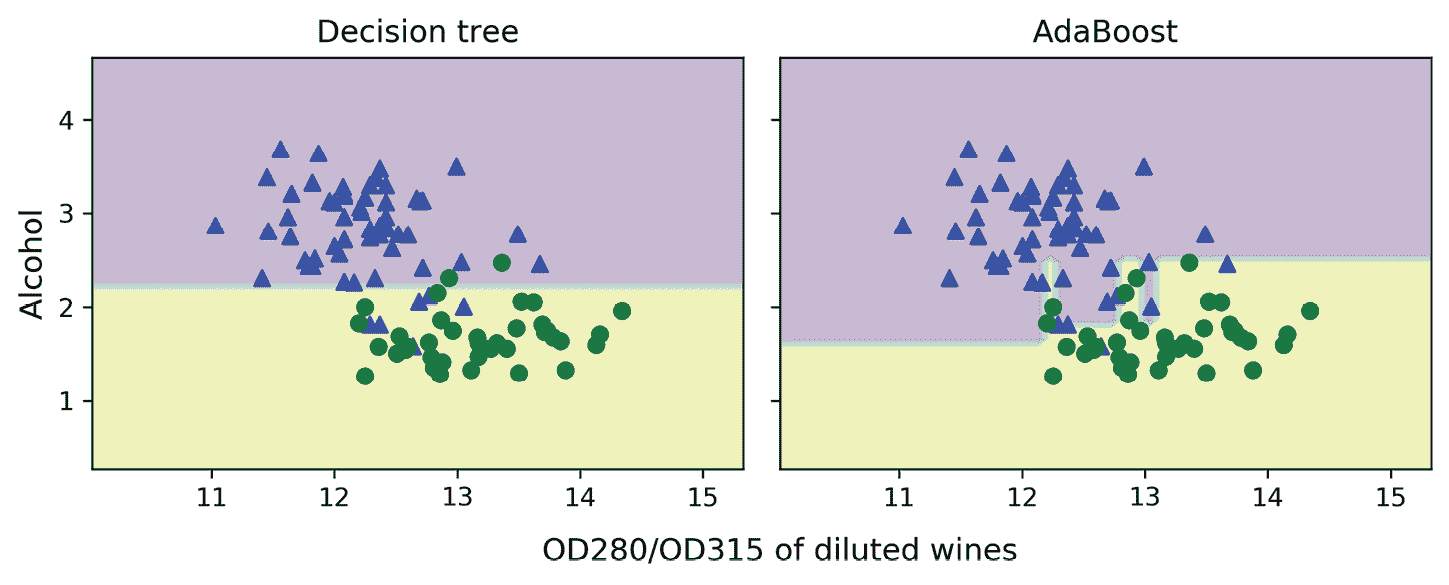 Decision tree
AdaBoost
4
3
2
1
Alcohol
11 12 13 14 15
11 12 13 14 15
OD280/OD315 of diluted wines